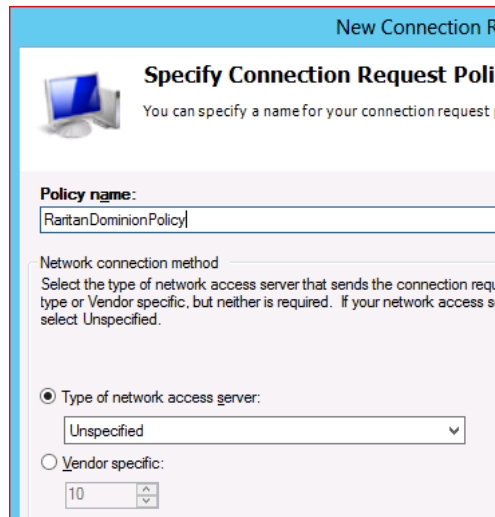 New Connection R
Specify Connection Request Poli
You can specify a name for your connection request
Policy name:
RaritanDominionPolicy
Network connection method
Select the type of network access server that sends the connection requ
type or Vendor specific, but neither is required. If your network access s
select Unspecified.
Type of network access server:
Unspecified
Vendor specific:
10